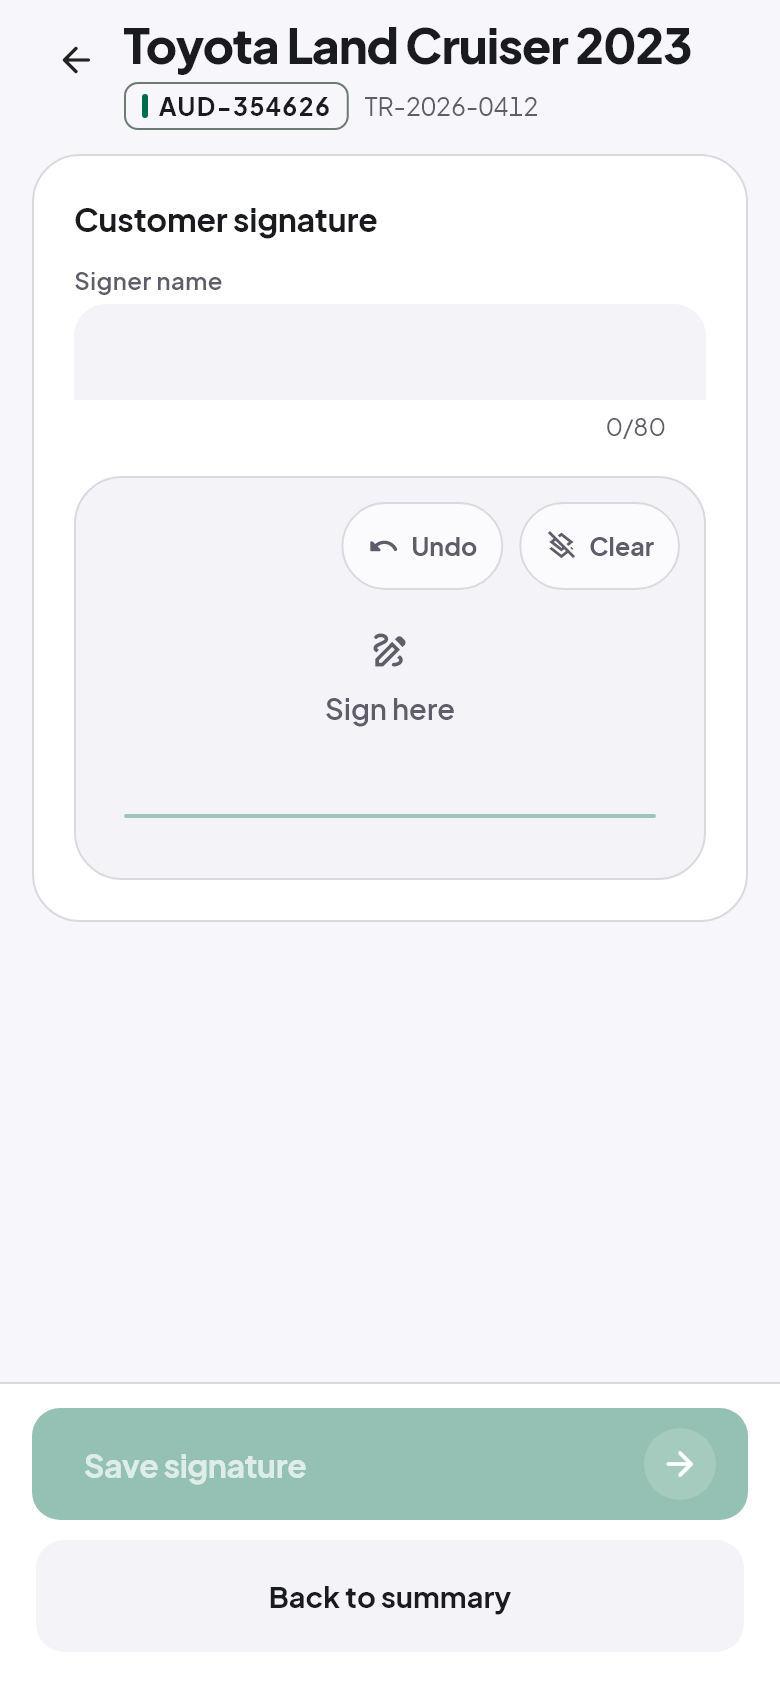 Toyota Land Cruiser 2023
AUD-354626 TR-2026-0412
Customer signature
Signer name
0/80
Undo Clear
Sign here
Save signature
Back to summary